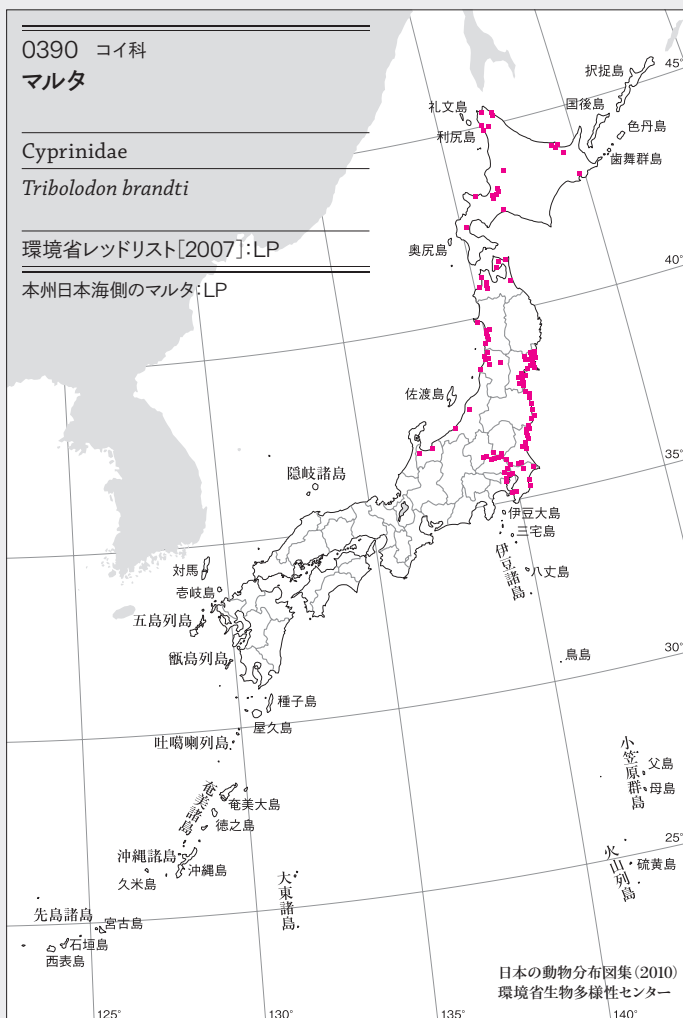 0390 コイ科
マルタ
Cyprinidae
Tribolodon brandti
環境省レッドリスト[2007]:LP
本州日本海側のマルタ:LP
45°
択捉島
国後島
礼文島
色丹島
利尻島
歯舞群島
奥尻島
40°
佐渡島
35°
隠岐諸島
伊豆大島
三宅島
伊豆諸島
八丈島
対馬
壱岐島
五島列島
甑島列島
鳥島
30°
種子島
屋久島
吐噶喇列島
小笠原群島
父島
母島
奄美諸島
奄美大島
徳之島
25°
火山列島
硫黄島
沖縄諸島
沖縄島
久米島
大東諸島
先島諸島
宮古島
石垣島
西表島
日本の動物分布図集(2010)
環境省生物多様性センター
125°
130°
135°
140°